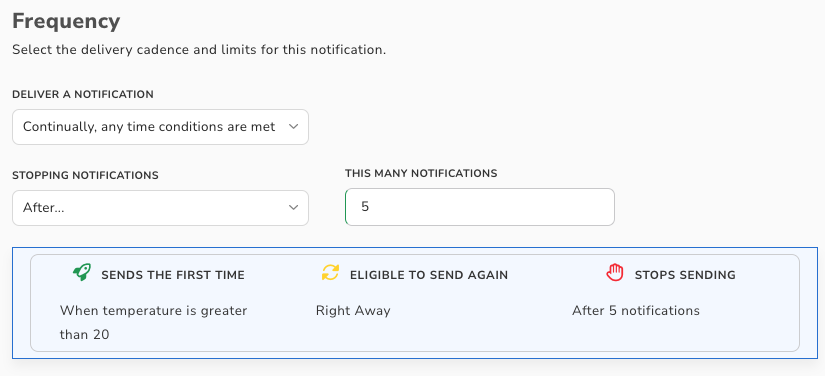 Frequency
Select the delivery cadence and limits for this notification.
DELIVER A NOTIFICATION
Continually, any time conditions are met
STOPPING NOTIFICATIONS
THIS MANY NOTIFICATIONS
After...
5
SENDS THE FIRST TIME
ELIGIBLE TO SEND AGAIN
STOPS SENDING
When temperature is greater
than 20
Right Away
After 5 notifications